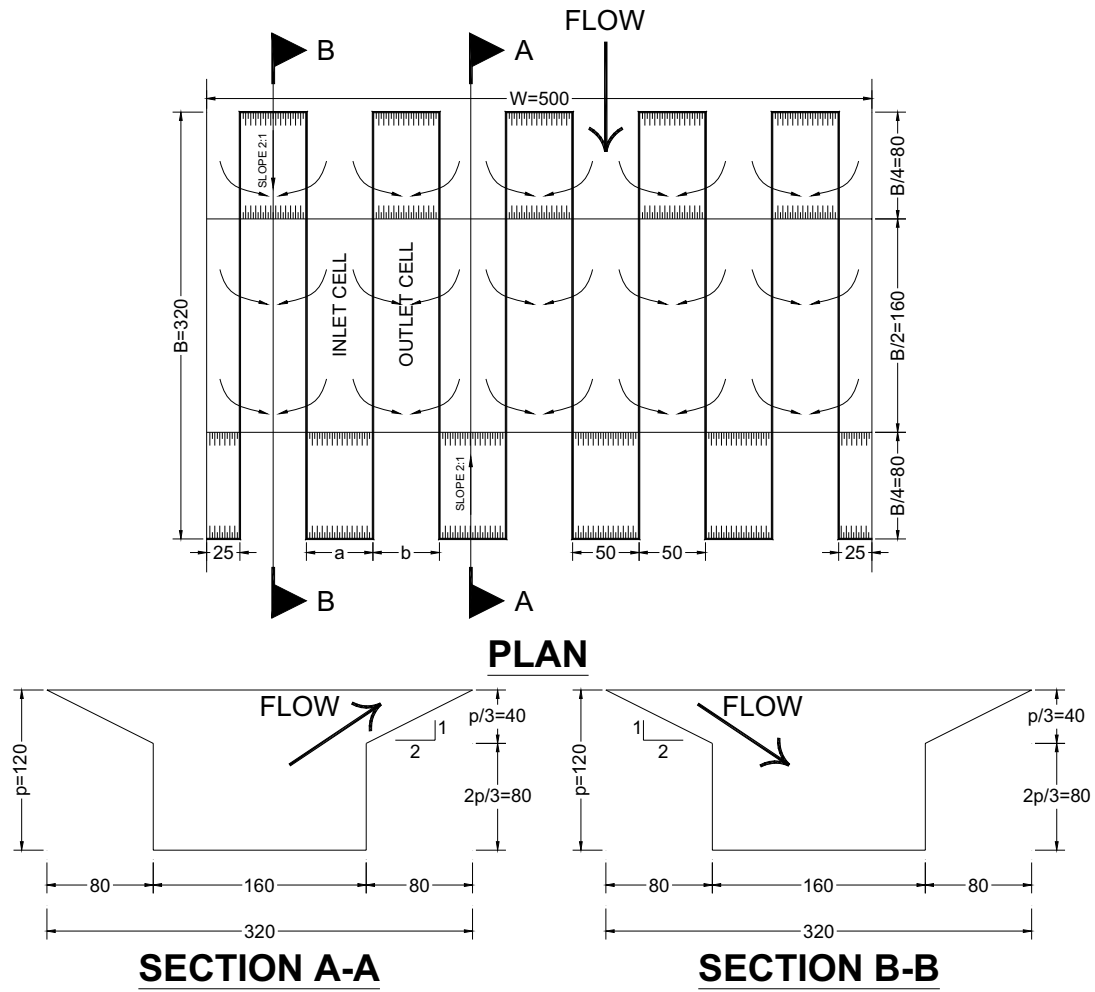 FLOW
B
A
W=500
SLOPE 2:1
B/4=80
B=320
INLET CELL
OUTLET CELL
B/2=160
SLOPE 2:1
B/4=80
25
a
b
50
50
25
B
A
PLAN
p=120
FLOW
1
2
p/3=40
2p/3=80
80
160
80
320
SECTION A-A
p=120
1
2
FLOW
p/3=40
2p/3=80
80
160
80
320
SECTION B-B